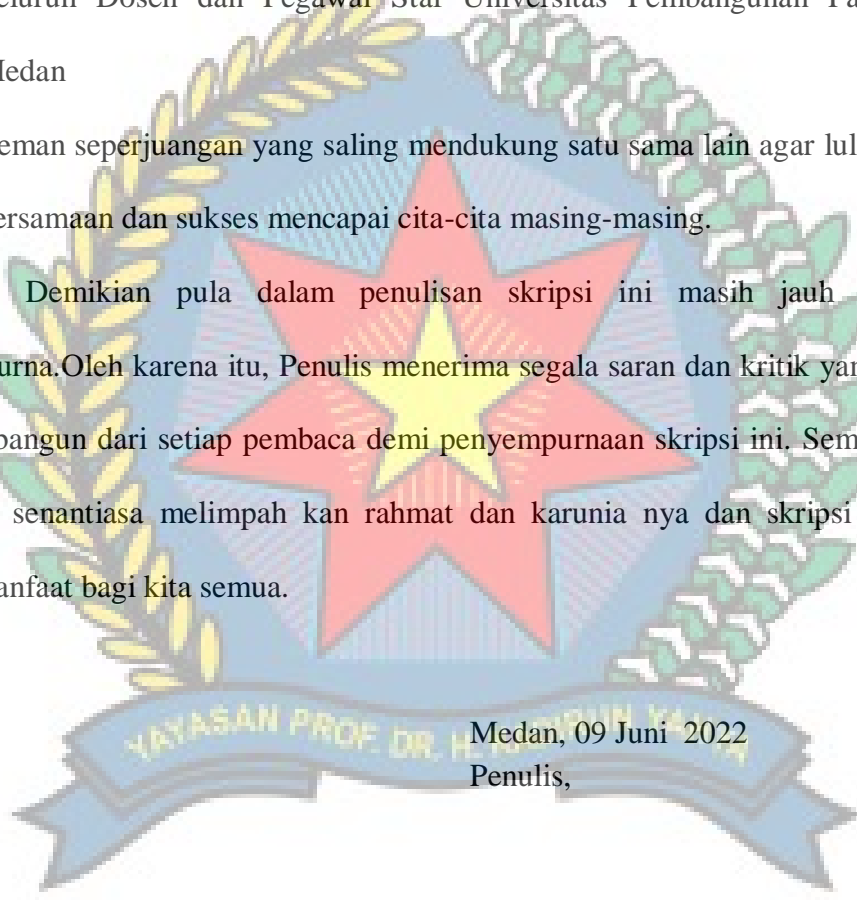 Dosen dan Pegawai Universitas Pembangunan
Medan
eman seperjuangan yang saling mendukung satu sama lain agar lul
ersamaan dan sukses mencapai cita-cita masing-masing.
Demikian pula dalam penulisan skripsi ini masih jauh
urna.Oleh karena itu, Penulis menerima segala saran dan kritik yan
bangun dari setiap pembaca demi penyempurnaan skripsi ini. Sem
senantiasa melimpah kan rahmat dan karunia nya dan skripsi
anfaat bagi kita semua.
YAYASAN PROF. DR. H.
Medan, 09 Juni 2022
Penulis,